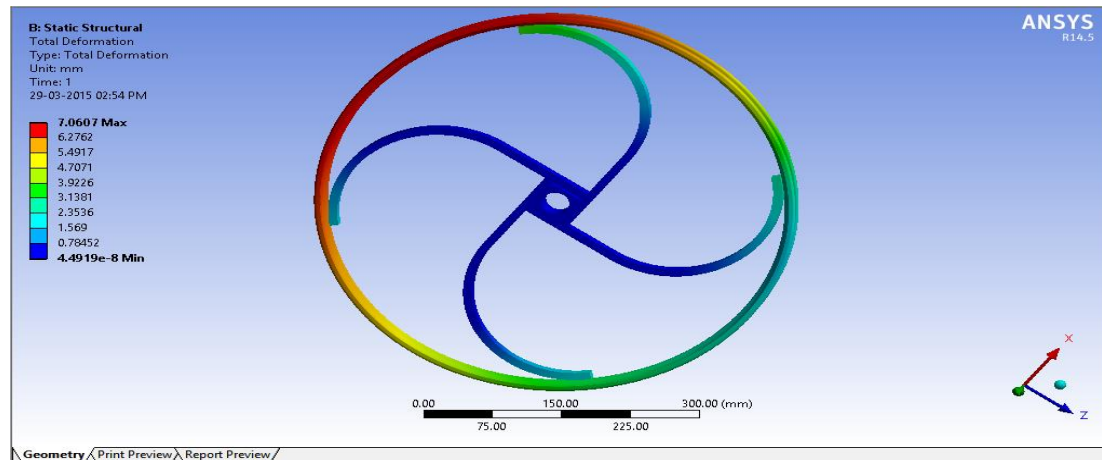 B: Static Structural
Total Deformation
Type: Total Deformation
Unit: mm
Time: 1
29-03-2015 02:54 PM
7.0607 Max
6.2762
5.4917
4.7071
3.9226
3.1381
2.3536
1.569
0.78452
4.4919e-8 Min
ANSYS
R14.5
0.00 150.00 300.00 (mm)
75.00 225.00
X
Z
Geometry Print Preview Report Preview